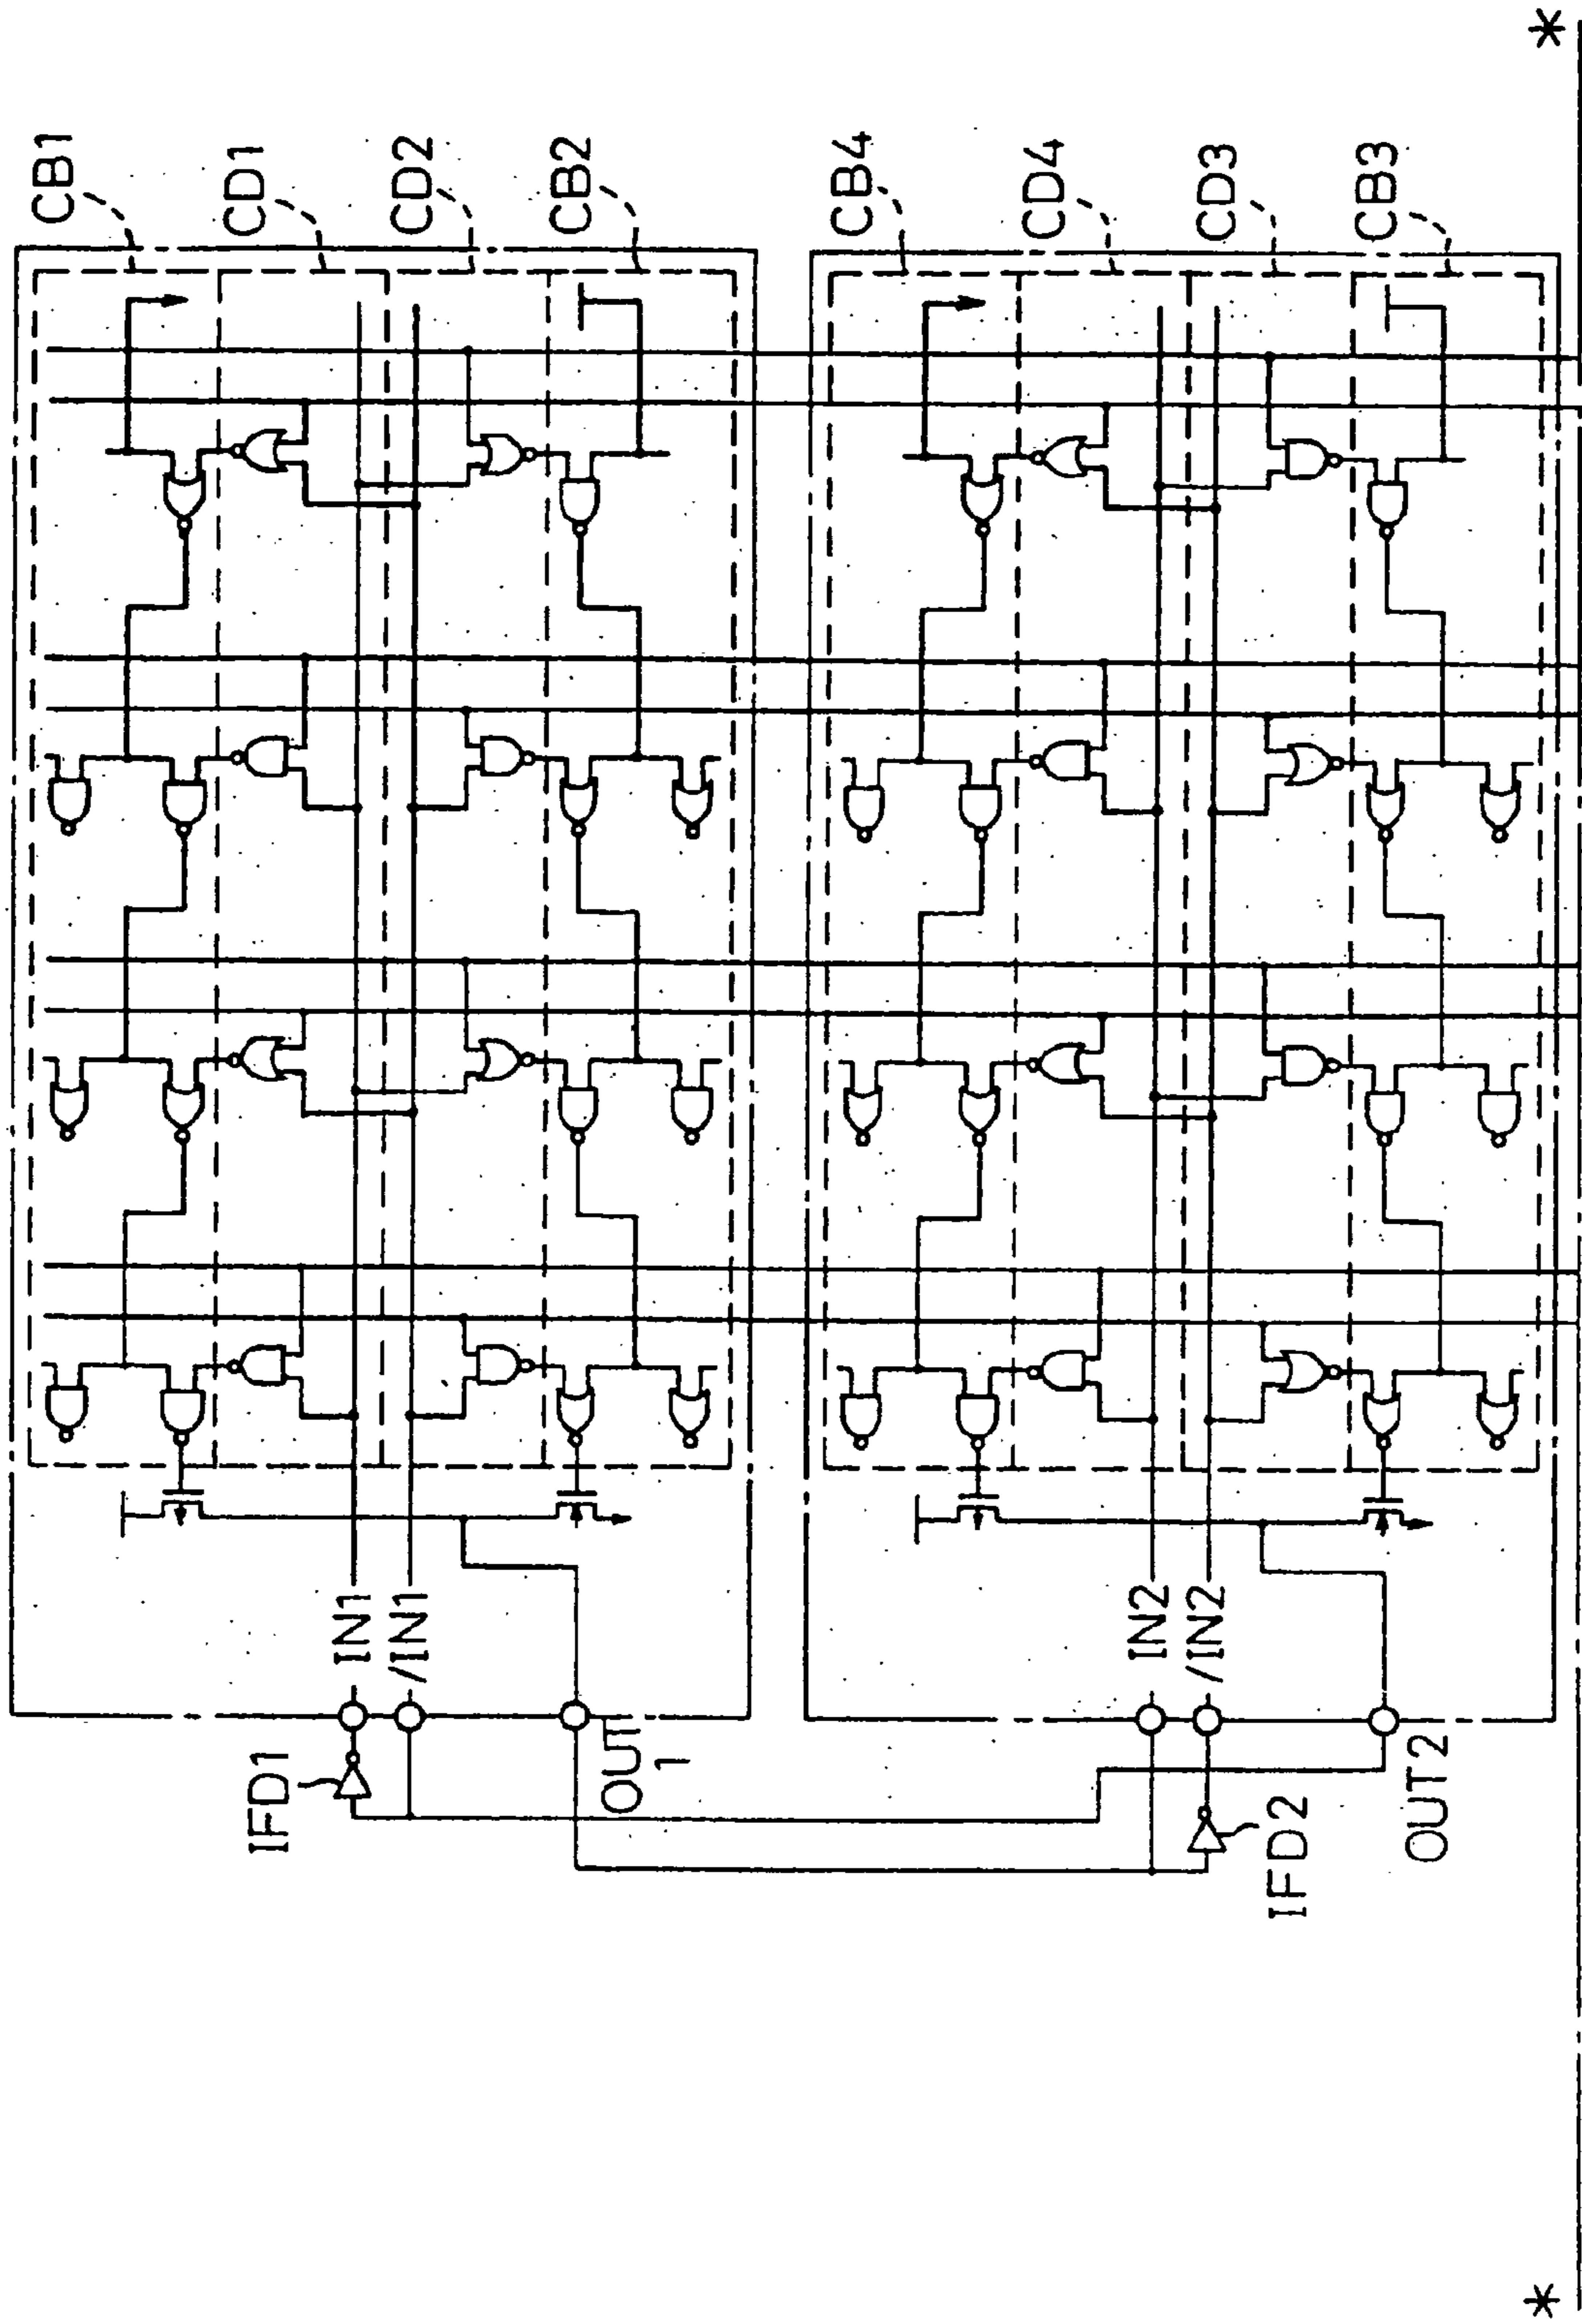 *
CB1
CD1
CD2
CB2
CB4
CD4
CD3
CB3
IN1
/IN1
IN2
/IN2
IFD1
OUT
1
IFD2
OUT2
*